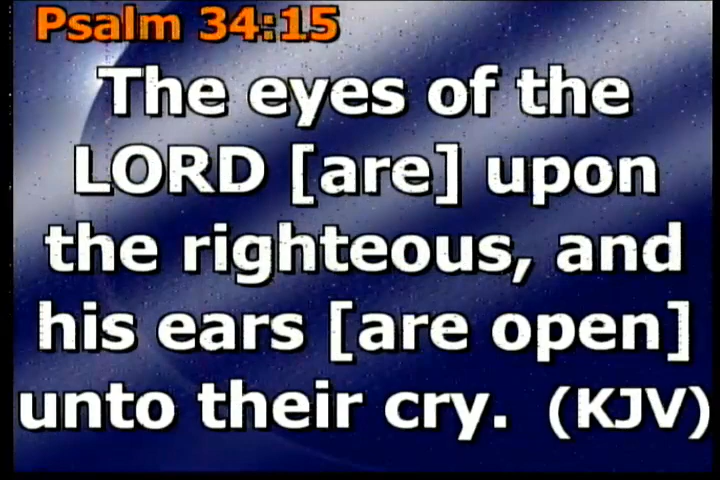 Psalm 34:15
The eyes of the
LORD [are] upon
the righteous, and
his ears [are open]
unto their cry. (KJV)